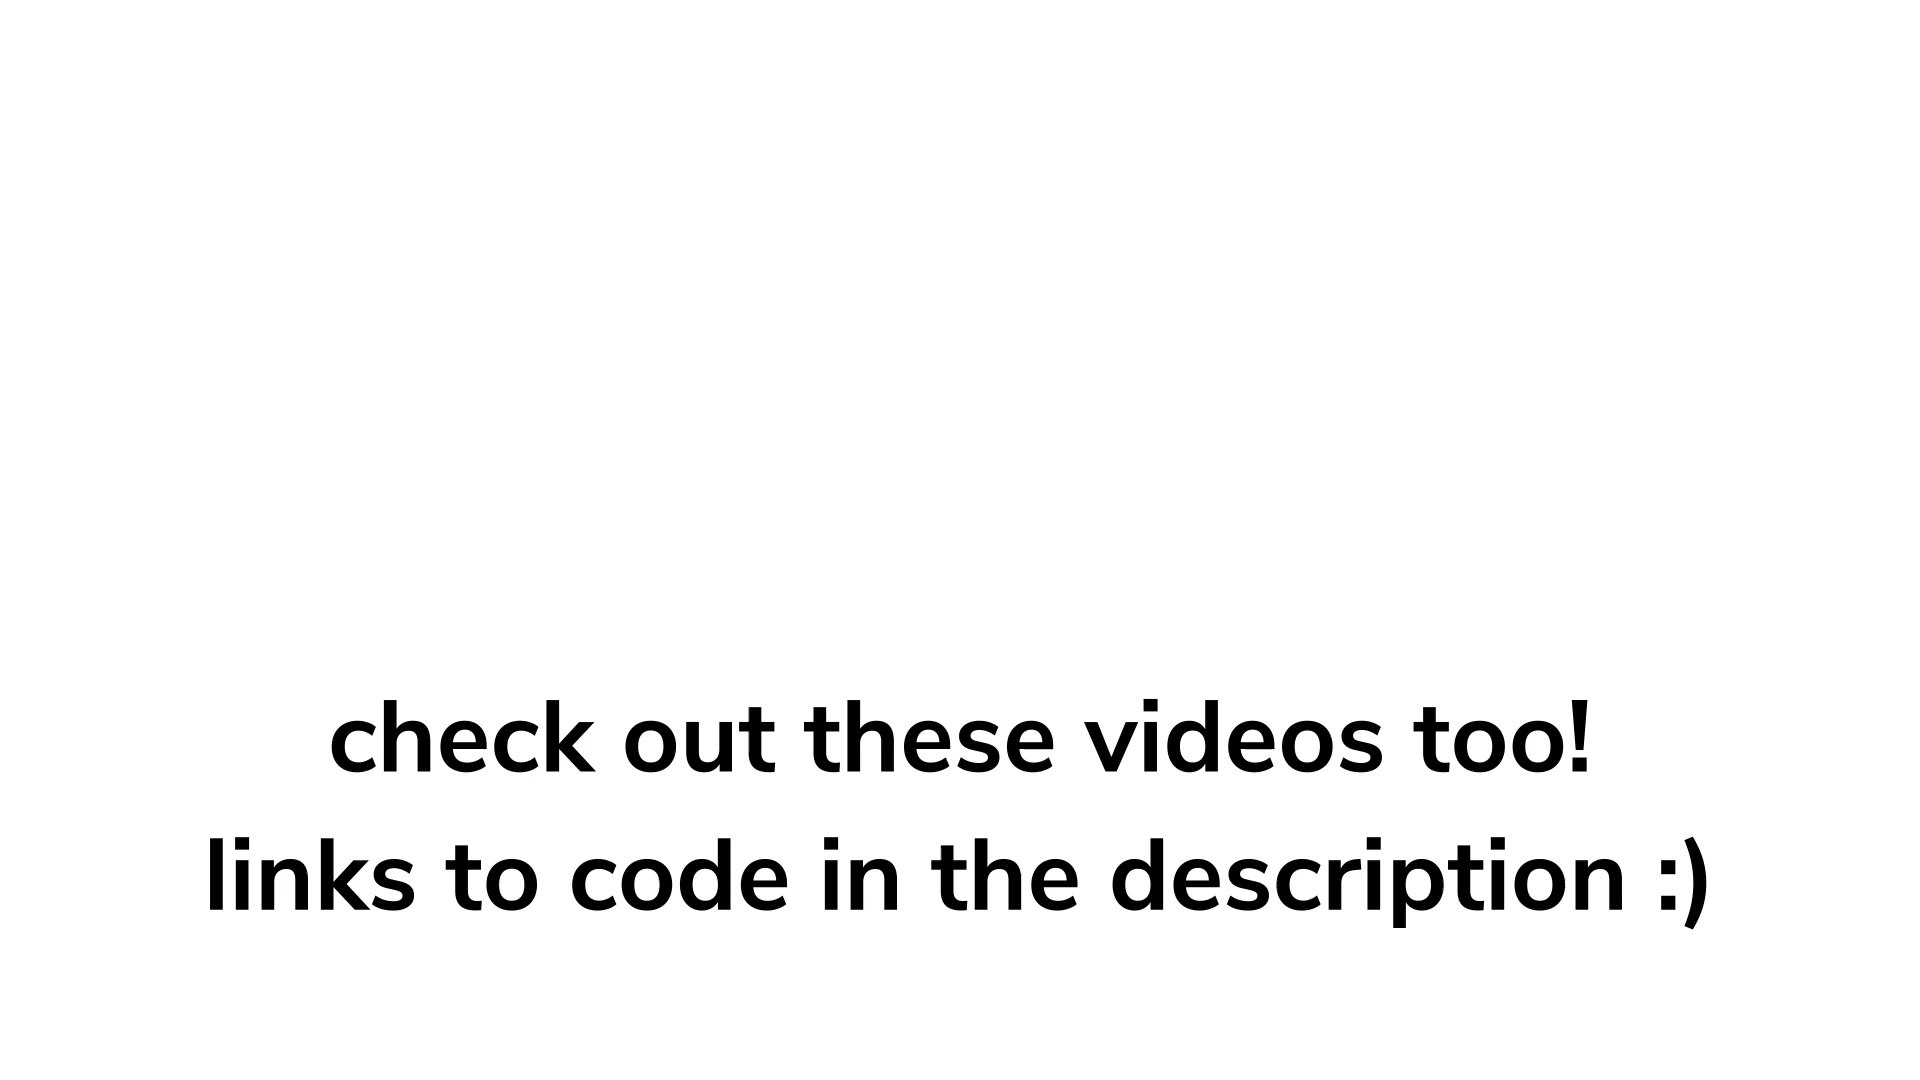 check out these videos too!
links to code in the description :)